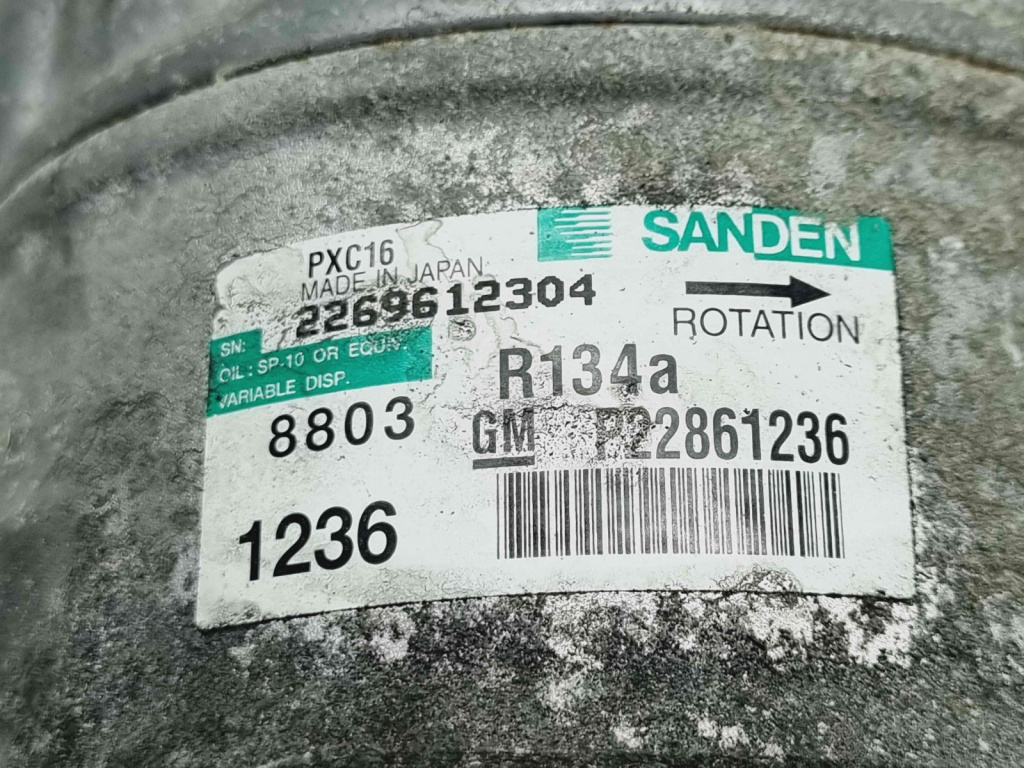 SANDEN
PXC16
MADE IN JAPAN
SN: 2269612304
ROTATION
OIL: SP-10 OR EQUIV.
VARIABLE DISP.
R134a
8803
GM P22861236
1236